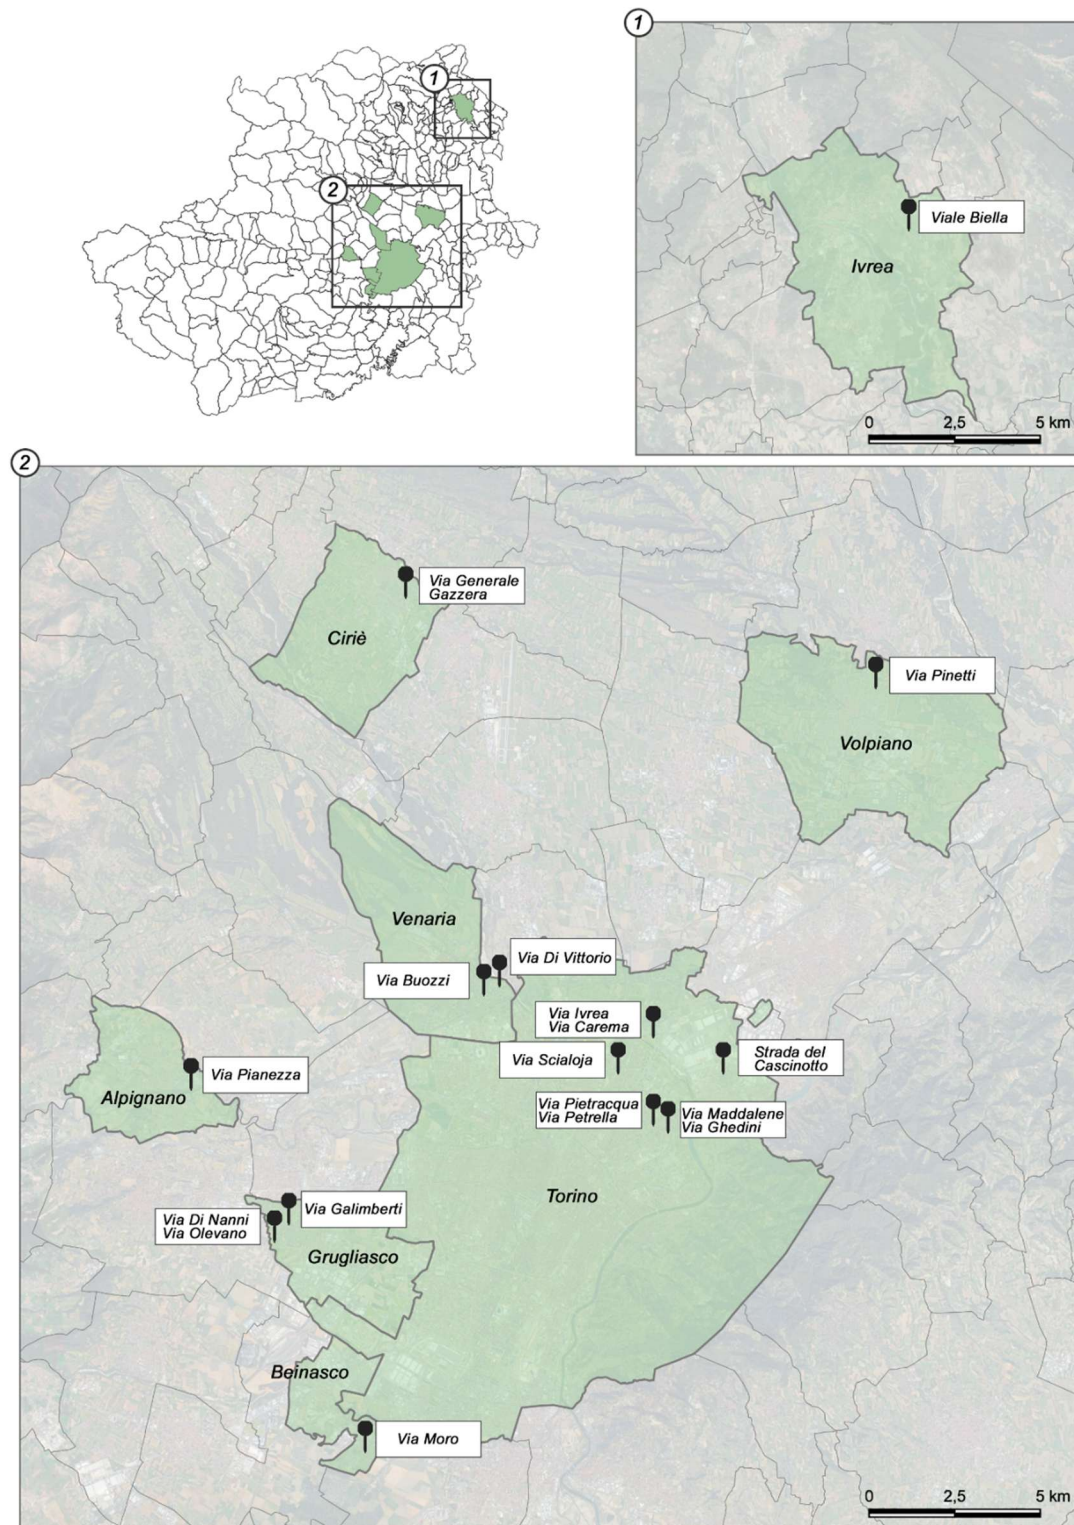 1
2
1
Viale Biella
Ivrea
0 2,5 5 km
2
Via Generale
Gazzera
Ciriè
Via Pinetti
Volpiano
Venaria
Via Di Vittorio
Via Buozzi
Via Ivrea
Via Carema
Via Scialoja
Strada del
Cascinotto
Via Pianezza
Alpignano
Via Pietracqua
Via Petrella
Via Maddalene
Via Ghedini
Torino
Via Galimberti
Via Di Nanni
Via Olevano
Grugliasco
Beinasco
Via Moro
0 2,5 5 km